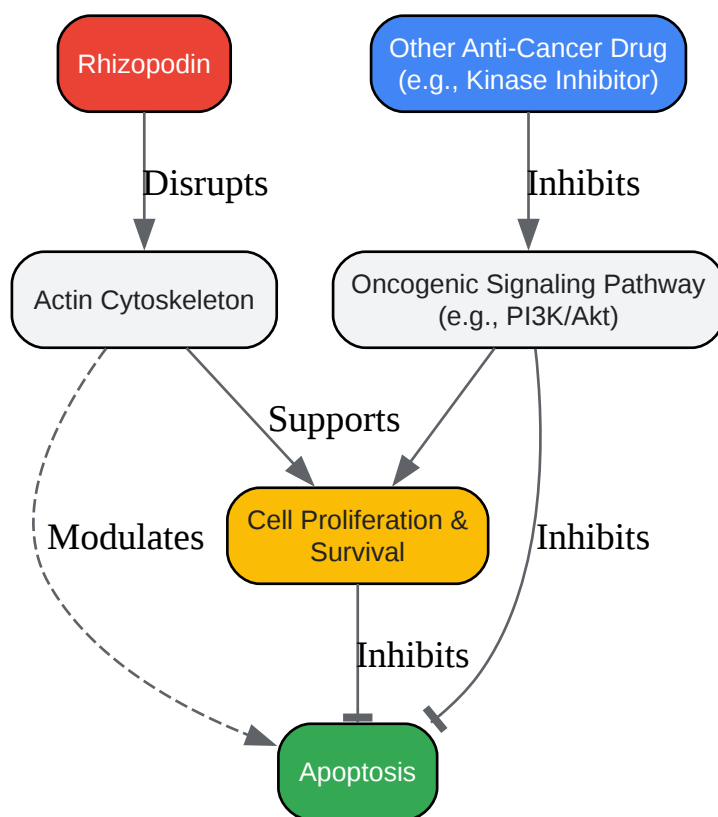 Rhizopodin
Other Anti-Cancer Drug
(e.g., Kinase Inhibitor)
Disrupts
Inhibits
Actin Cytoskeleton
Oncogenic Signaling Pathway
(e.g., PI3K/Akt)
Supports
Cell Proliferation &
Survival
Modulates
Inhibits
Inhibits
Apoptosis